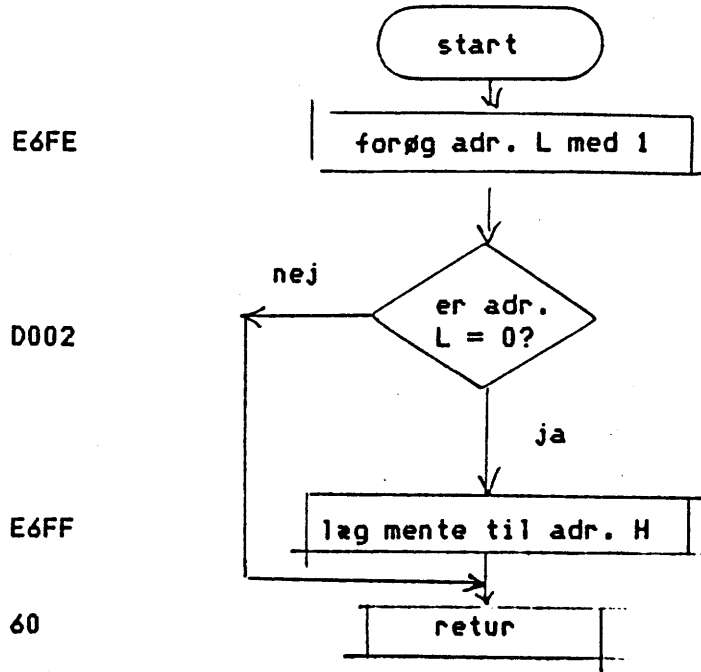 start
E6FE
forøg adr. L med 1
nej
er adr.
D002
L = 0?
ja
E6FF
læg mente til adr. H
60
retur